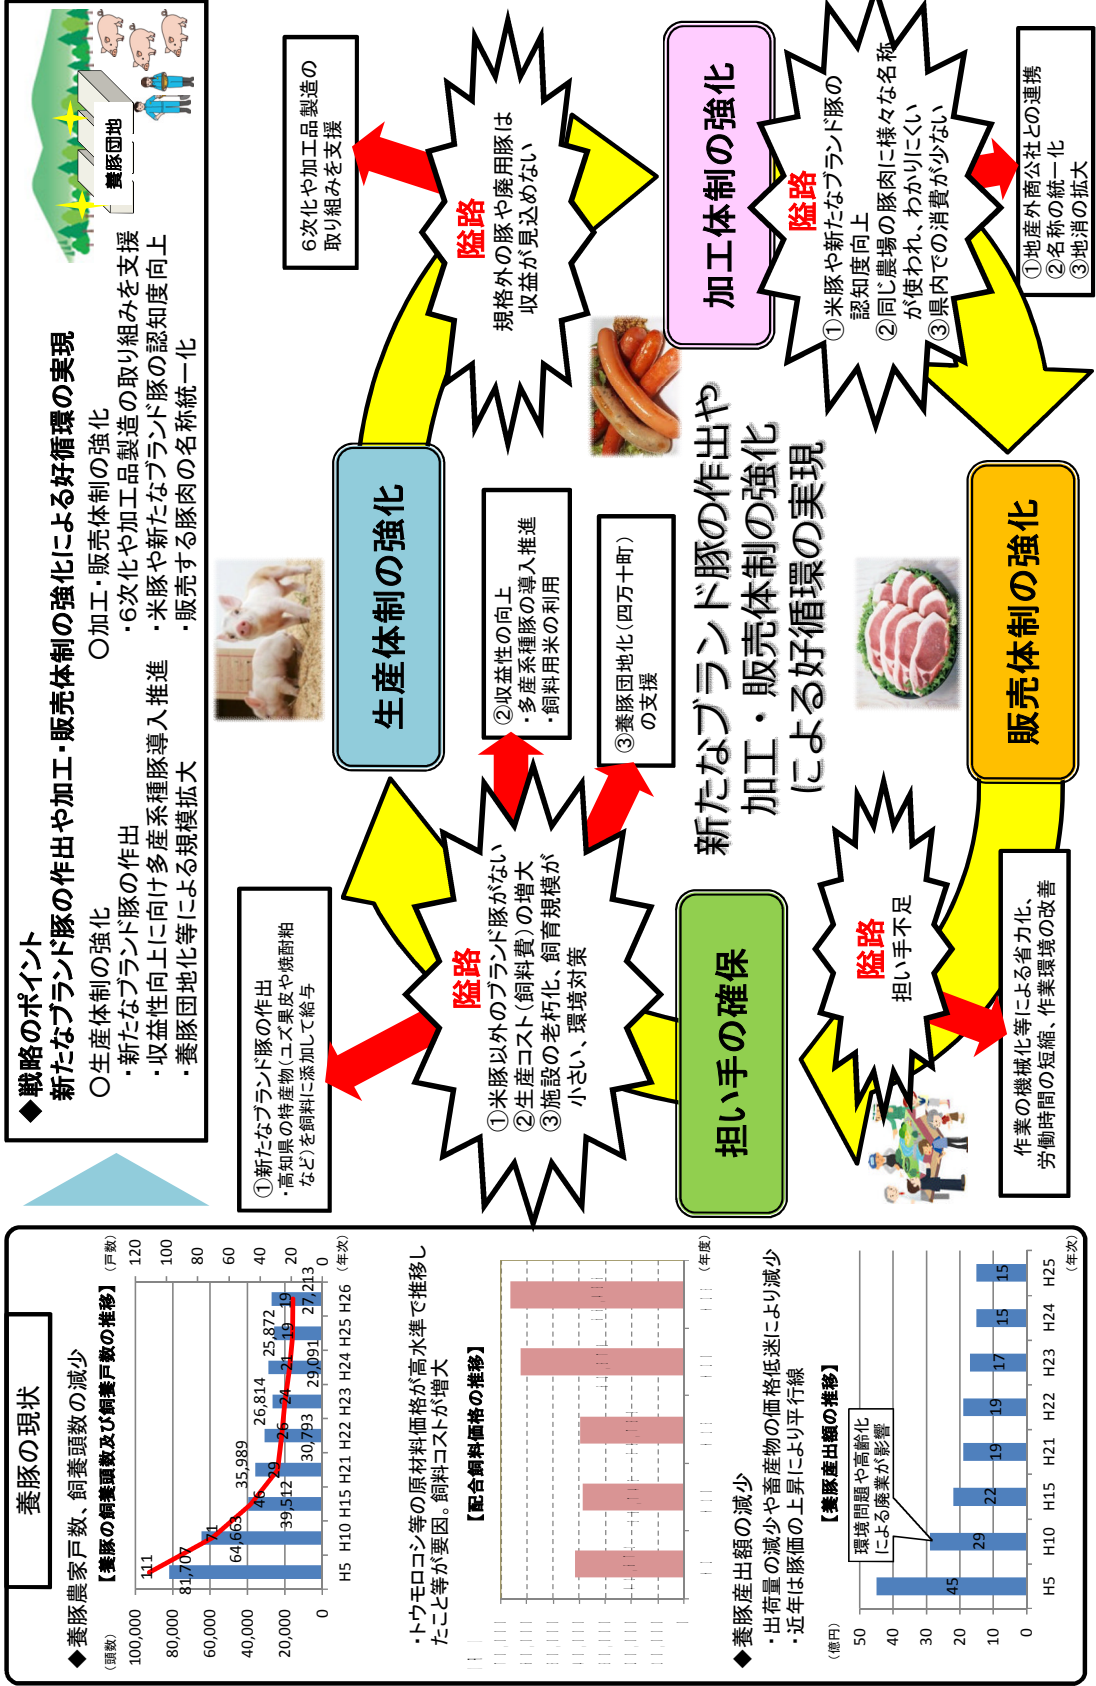 養豚の現状
◆養豚農家戸数、飼養頭数の減少
【養豚の飼養頭数及び飼養戸数の推移】
(頭数)
(戸数)
100,000
80,000
60,000
40,000
20,000
0
120
100
80
60
40
20
0
111
71
46
29
26
24
21
19
19
81,707
64,663
39,512
35,989
30,793
26,814
29,091
25,872
27,213
H5 H10 H15 H21 H22 H23 H24 H25 H26
(年次)
・トウモロコシ等の原材料価格が高水準で推移し
たこと等が要因。飼料コストが増大
【配合飼料価格の推移】
(年度)
◆養豚産出額の減少
・出荷量の減少や畜産物の価格低迷により減少
・近年は豚価の上昇により平行線
【養豚産出額の推移】
(億円)
50
40
30
20
10
0
環境問題や高齢化
による廃業が影響
45
29
22
19
19
17
15
15
H5 H10 H15 H21 H22 H23 H24 H25
(年次)
◆戦略のポイント
新たなブランド豚の作出や加工・販売体制の強化による好循環の実現
○生産体制の強化
・新たなブランド豚の作出
・収益性向上に向け多産系種豚導入推進
・養豚団地化等による規模拡大
○加工・販売体制の強化
・6次化や加工品製造の取り組みを支援
・米豚や新たなブランド豚の認知度向上
・販売する豚肉の名称統一化
養豚団地
①新たなブランド豚の作出
・高知県の特産物(ユズ果皮や焼酎粕
など)を飼料に添加して給与
生産体制の強化
6次化や加工品製造の
取り組みを支援
隘路
①米豚以外のブランド豚がない
②生産コスト(飼料費)の増大
③施設の老朽化、飼育規模が
小さい、環境対策
②収益性の向上
・多産系種豚の導入推進
・飼料用米の利用
③養豚団地化(四万十町)
の支援
隘路
規格外の豚や廃用豚は
収益が見込めない
担い手の確保
新たなブランド豚の作出や
加工・販売体制の強化
による好循環の実現
加工体制の強化
隘路
①米豚や新たなブランド豚の
認知度向上
②同じ農場の豚肉に様々な名称
が使われ、わかりにくい
③県内での消費が少ない
隘路
担い手不足
作業の機械化等による省力化、
労働時間の短縮、作業環境の改善
販売体制の強化
①地産外商公社との連携
②名称の統一化
③地消の拡大